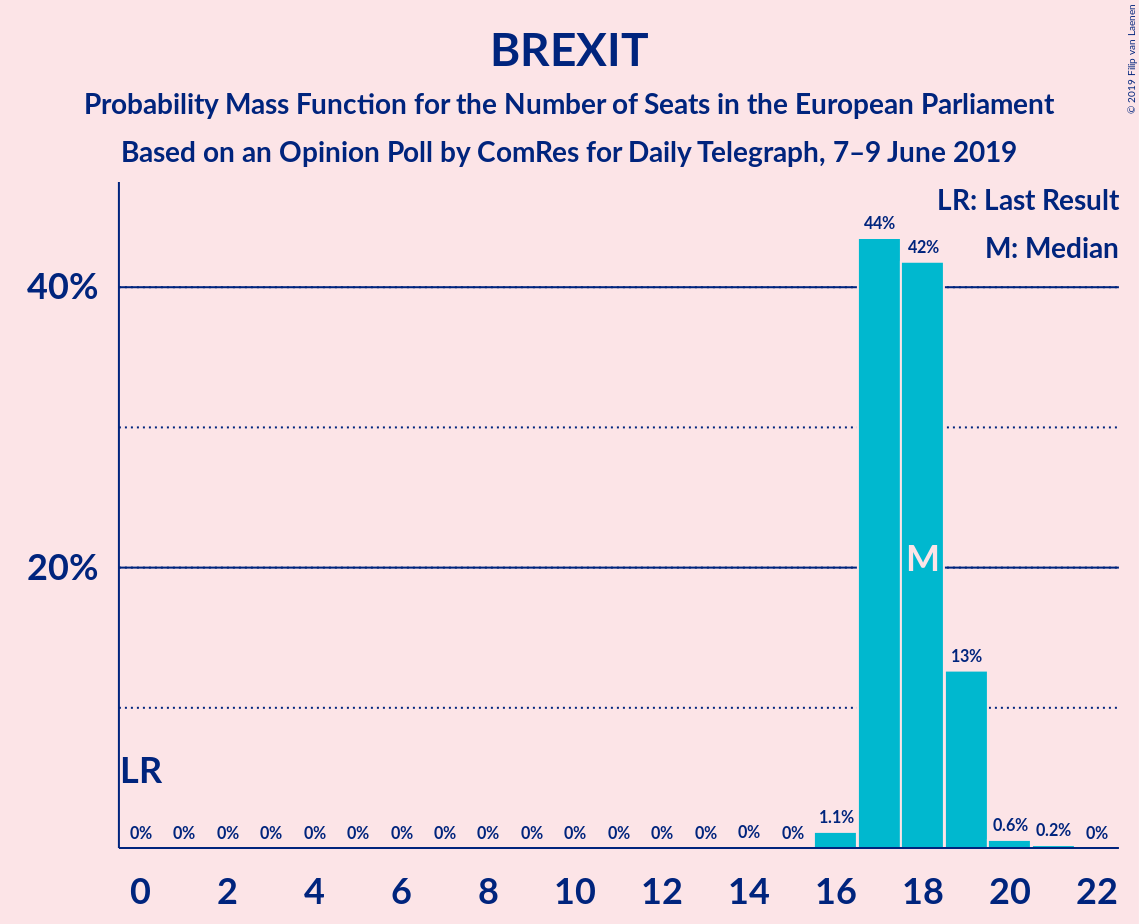 BREXIT
Probability Mass Function for the Number of Seats in the European Parliament
Based on an Opinion Poll by ComRes for Daily Telegraph, 7–9 June 2019
© 2019 Filip van Laenen
LR: Last Result
M: Median
44%
42%
40%
20%
M
13%
LR
0% 0% 0% 0% 0% 0% 0% 0% 0% 0% 0% 0% 0% 0% 0% 0% 1.1% 0.6% 0.2% 0%
0 2 4 6 8 10 12 14 16 18 20 22